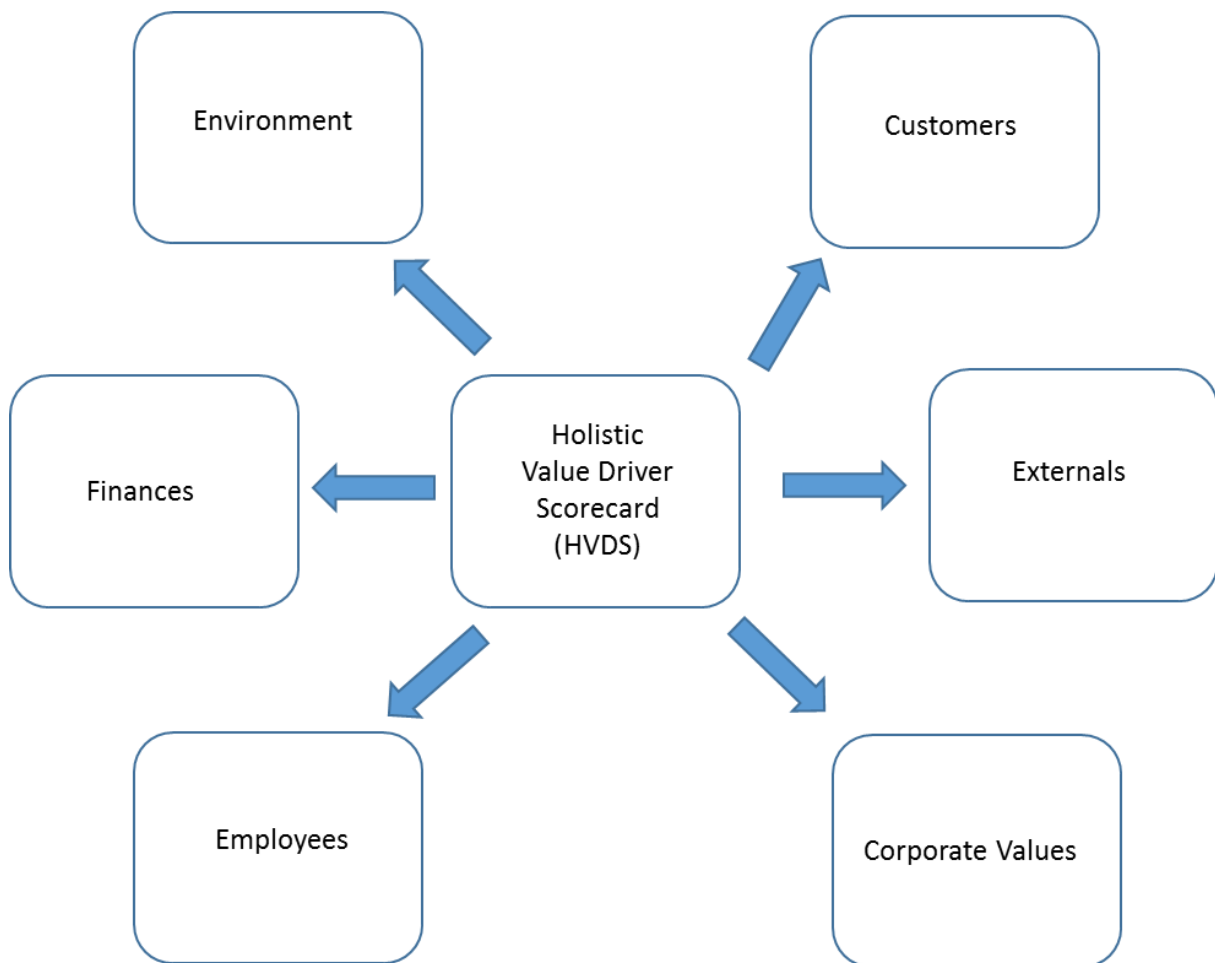 Environment
Customers
Finances
Holistic
Value Driver
Scorecard
(HVDS)
Externals
Employees
Corporate Values